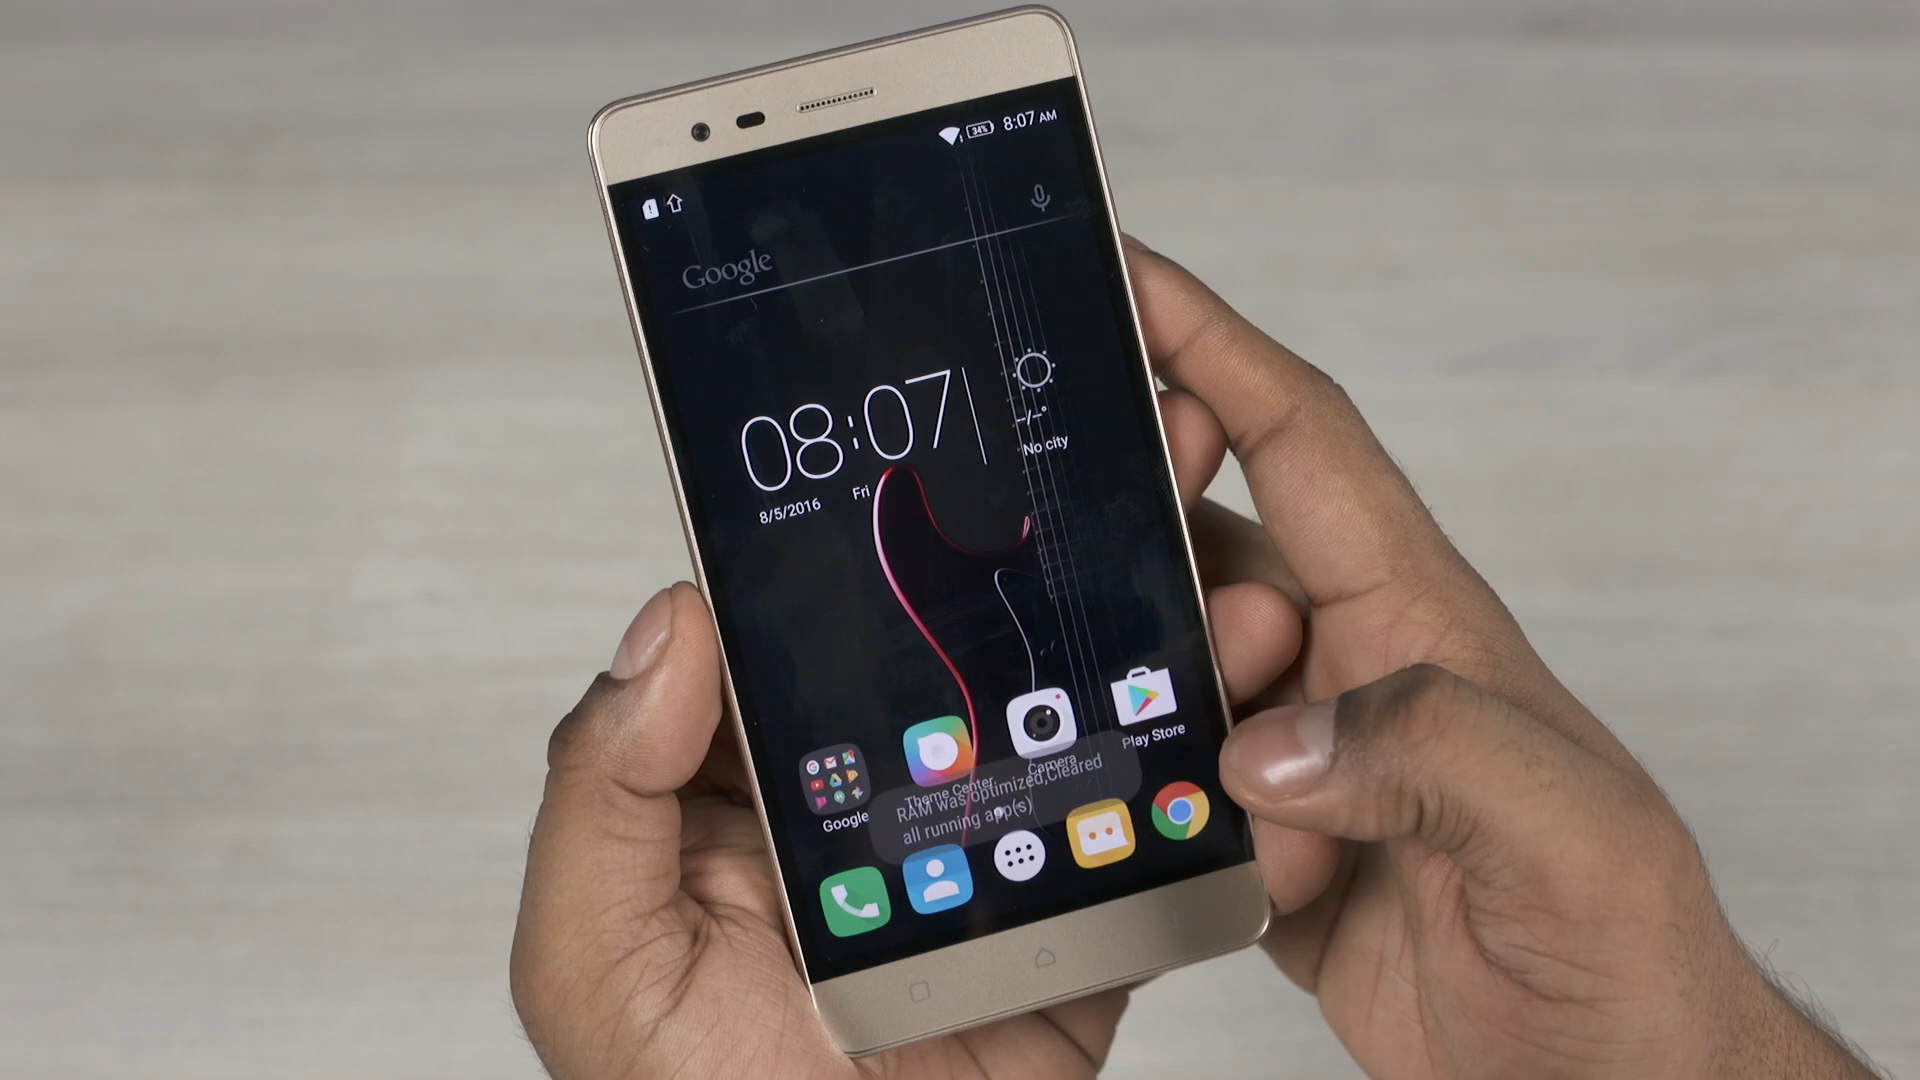 34% 8:07 AM
Google
08:07
--/--°
No city
8/5/2016 Fri
Google
Theme Center
Camera
Play Store
RAM was optimized,Cleared
all running app(s)